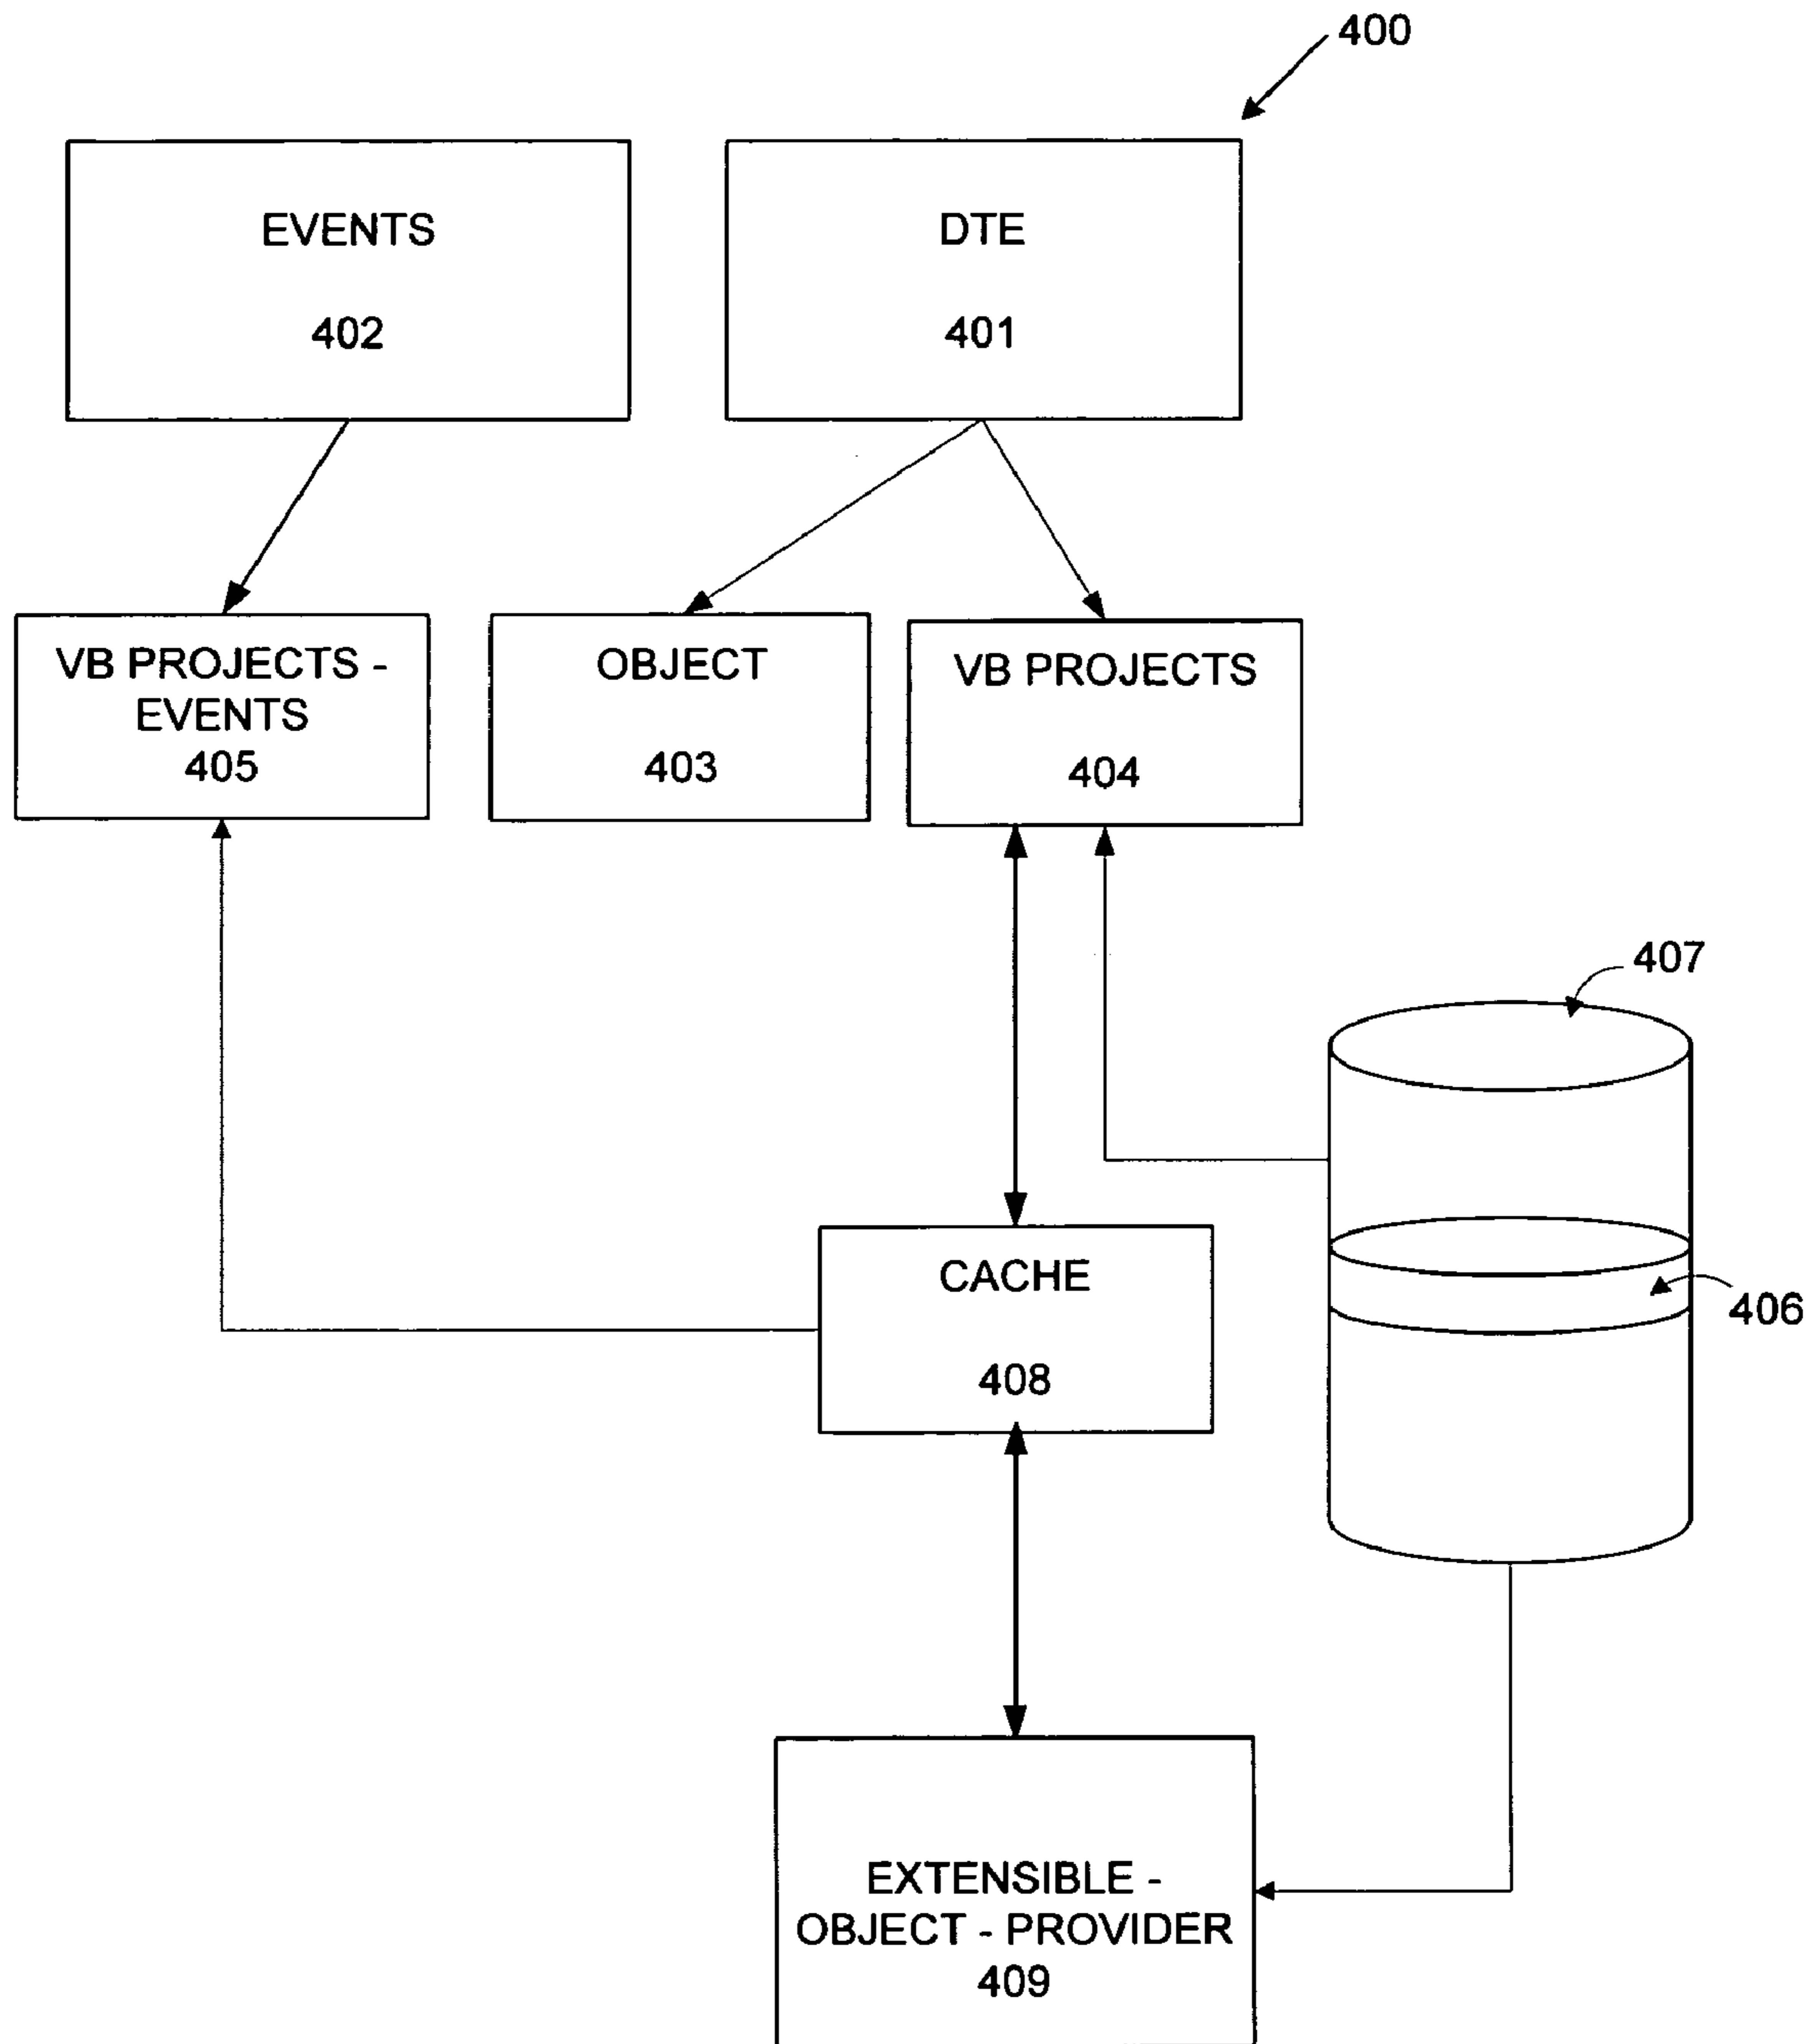 400
EVENTS
402
DTE
401
VB PROJECTS -
EVENTS
405
OBJECT
403
VB PROJECTS
404
407
406
CACHE
408
EXTENSIBLE -
OBJECT - PROVIDER
409